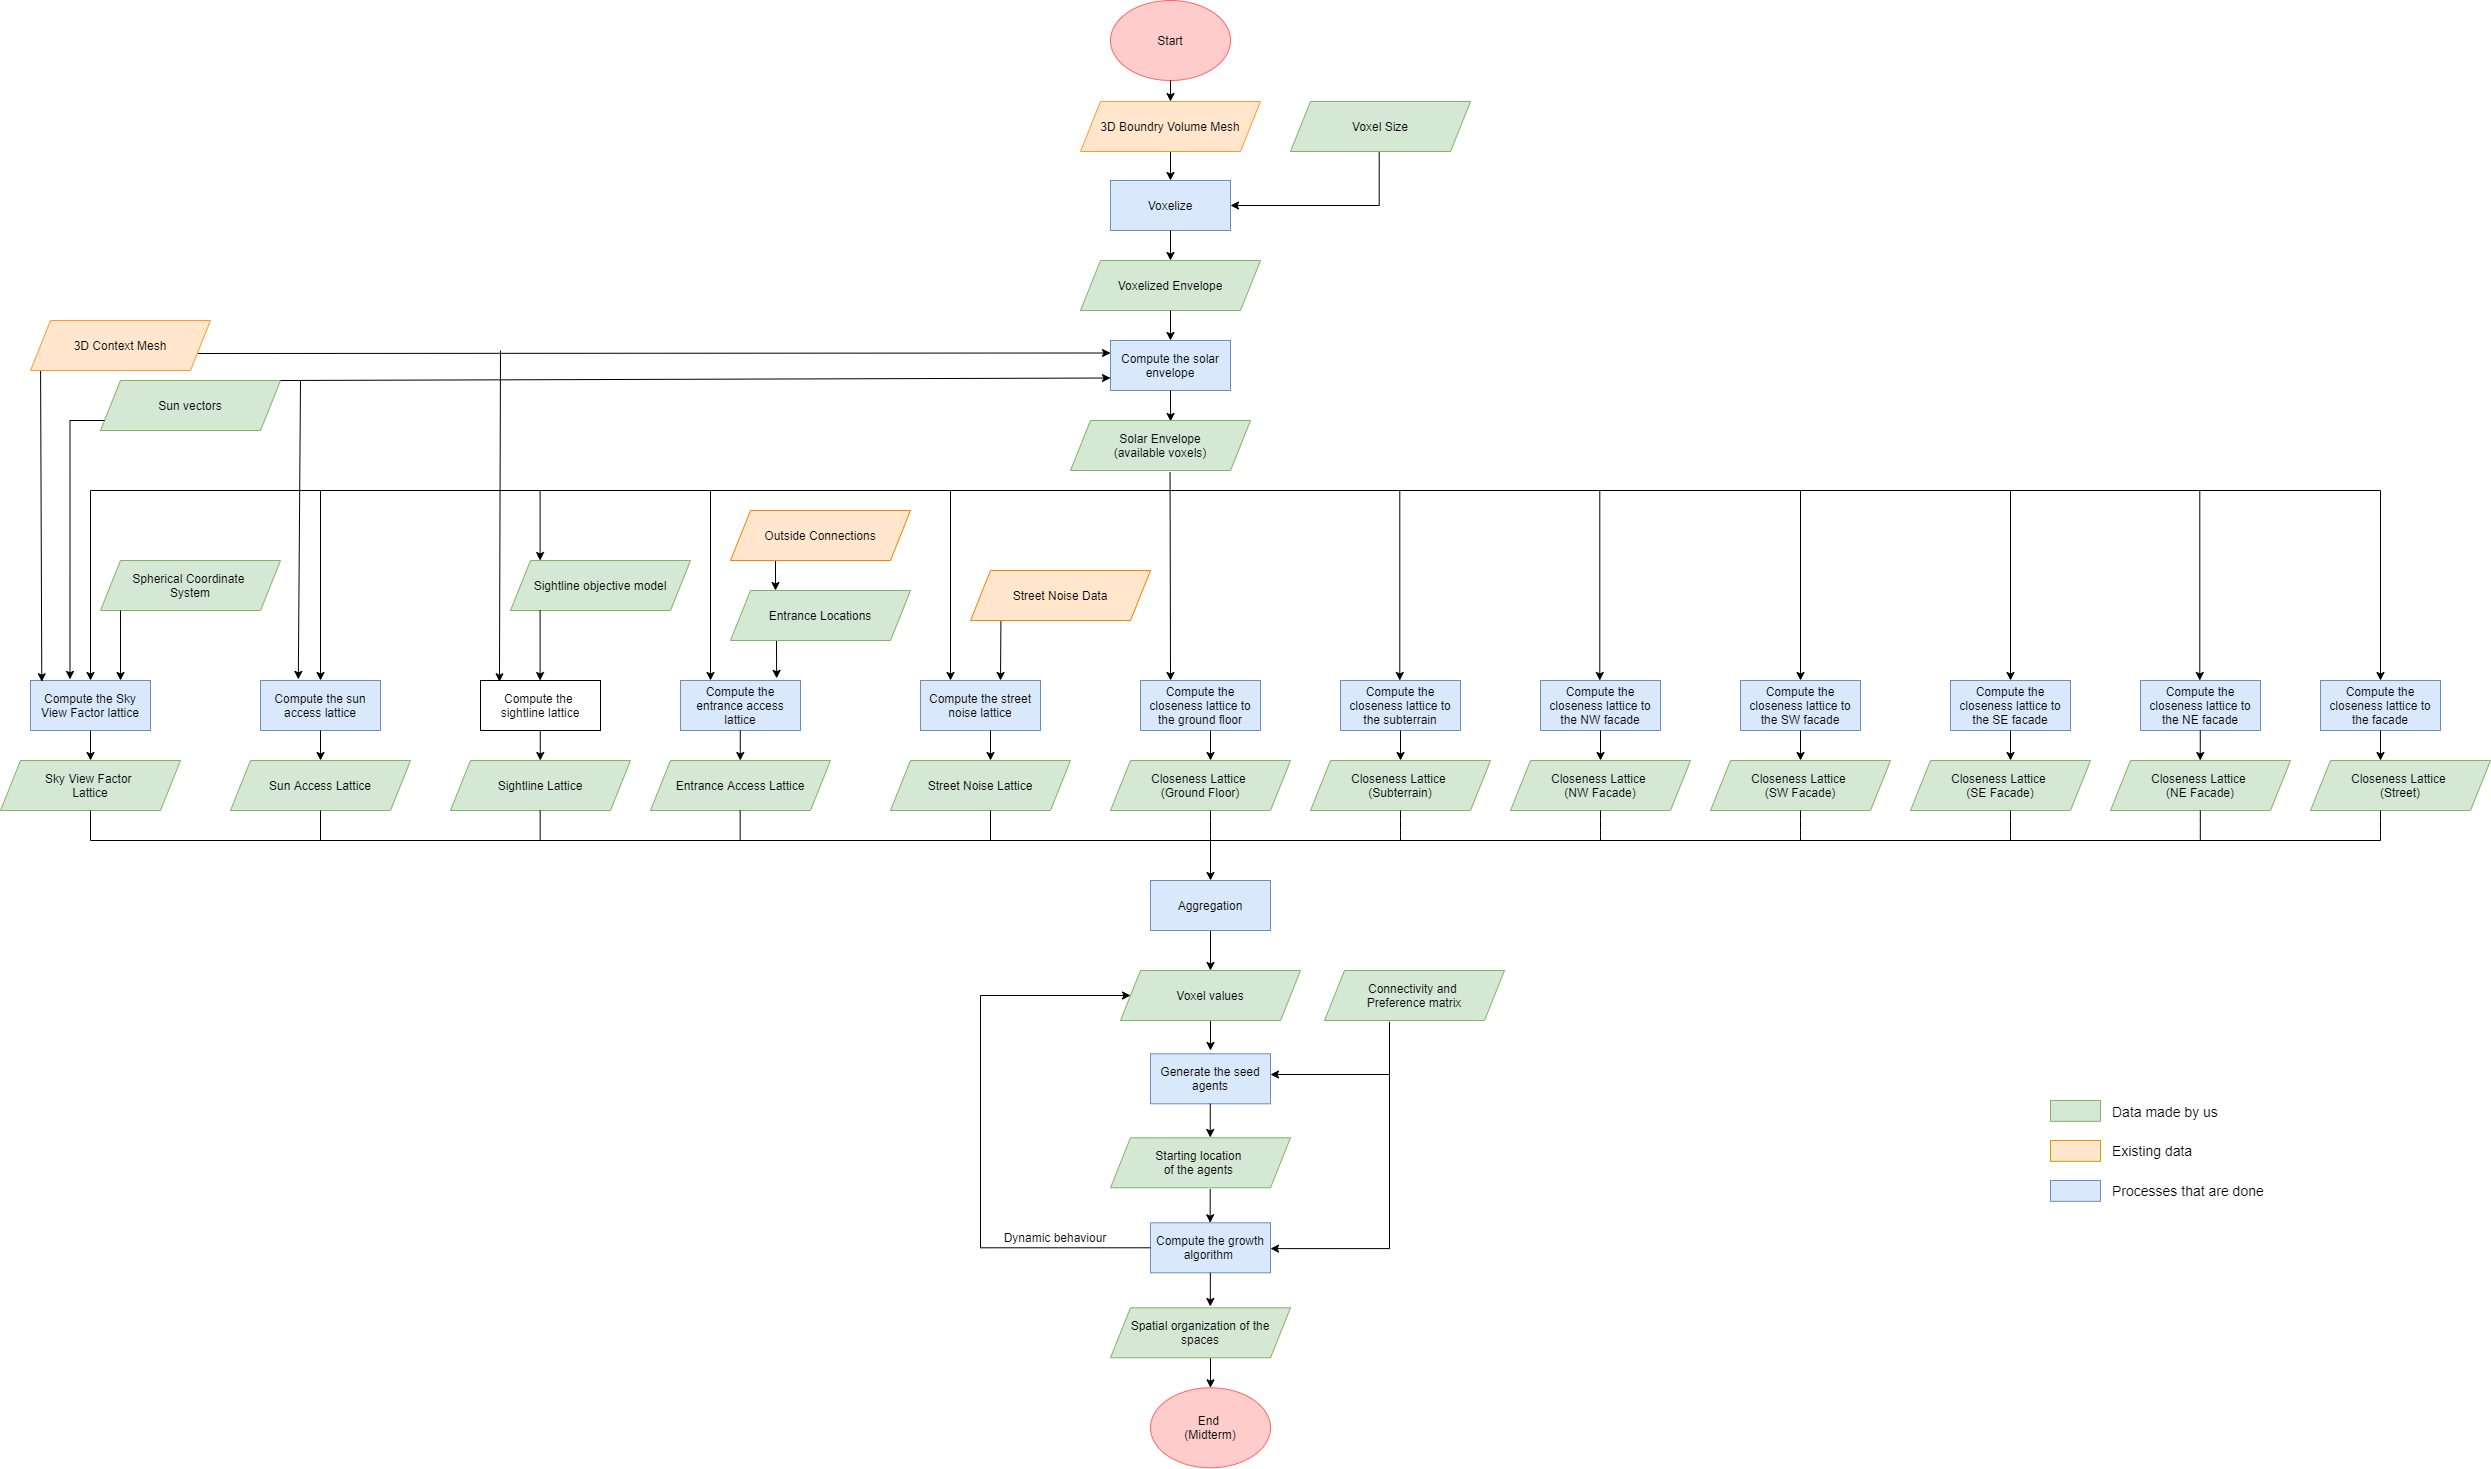 Start
3D Boundry Volume Mesh
Voxel Size
Voxelize
Voxelized Envelope
3D Context Mesh
Compute the solar
envelope
Sun vectors
Solar Envelope
(available voxels)
Outside Connections
Spherical Coordinate
System
Sightline objective model
Street Noise Data
Entrance Locations
Compute the Sky
View Factor lattice
Compute the sun
access lattice
Compute the
sightline lattice
Compute the
entrance access
lattice
Compute the street
noise lattice
Compute the
closeness lattice to
the ground floor
Compute the
closeness lattice to
the subterrain
Compute the
closeness lattice to
the NW facade
Compute the
closeness lattice to
the SW facade
Compute the
closeness lattice to
the SE facade
Compute the
closeness lattice to
the NE facade
Compute the
closeness lattice to
the facade
Sky View Factor
Lattice
Sun Access Lattice
Sightline Lattice
Entrance Access Lattice
Street Noise Lattice
Closeness Lattice
(Ground Floor)
Closeness Lattice
(Subterrain)
Closeness Lattice
(NW Facade)
Closeness Lattice
(SW Facade)
Closeness Lattice
(SE Facade)
Closeness Lattice
(NE Facade)
Closeness Lattice
(Street)
Aggregation
Voxel values
Connectivity and
Preference matrix
Generate the seed
agents
Starting location
of the agents
Dynamic behaviour
Compute the growth
algorithm
Spatial organization of the
spaces
End
(Midterm)
Data made by us
Existing data
Processes that are done